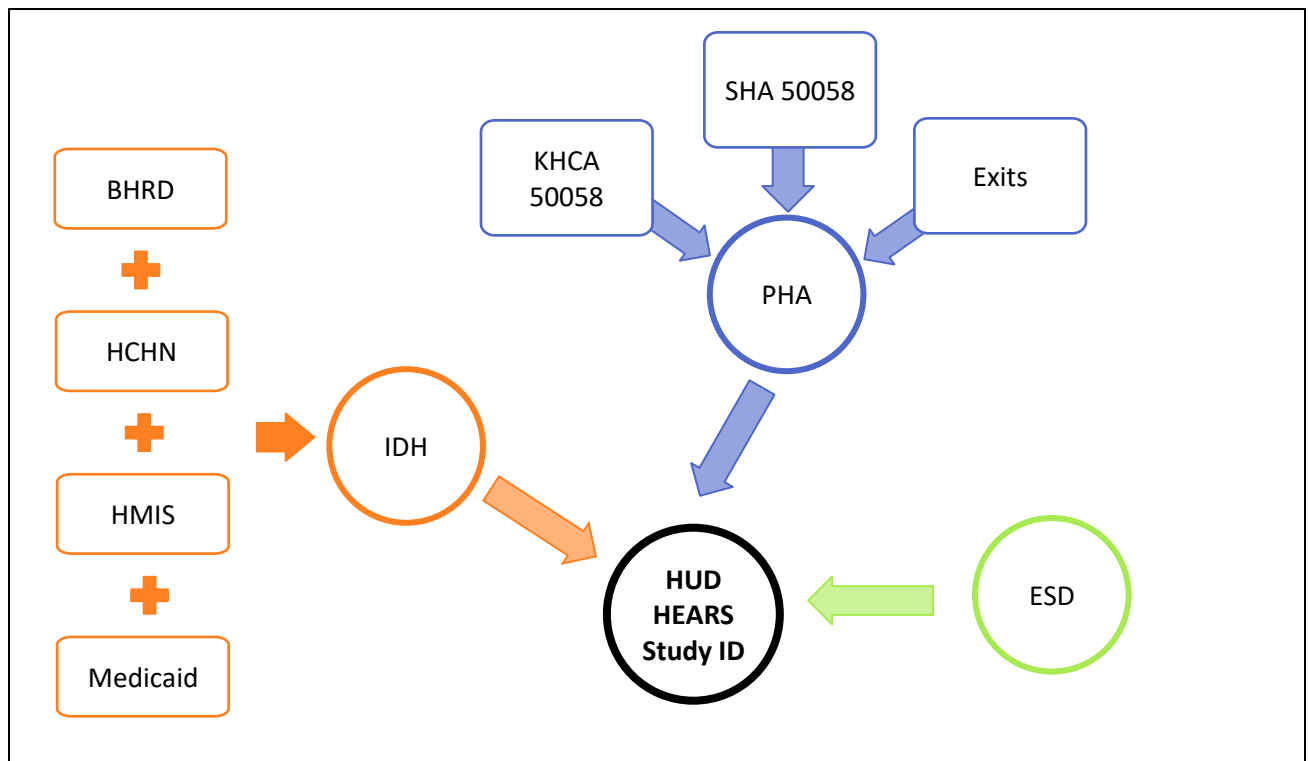 SHA 50058
KHCA
50058
Exits
BHRD
PHA
HCHN
IDH
HMIS
HUD
HEARS
Study ID
ESD
Medicaid